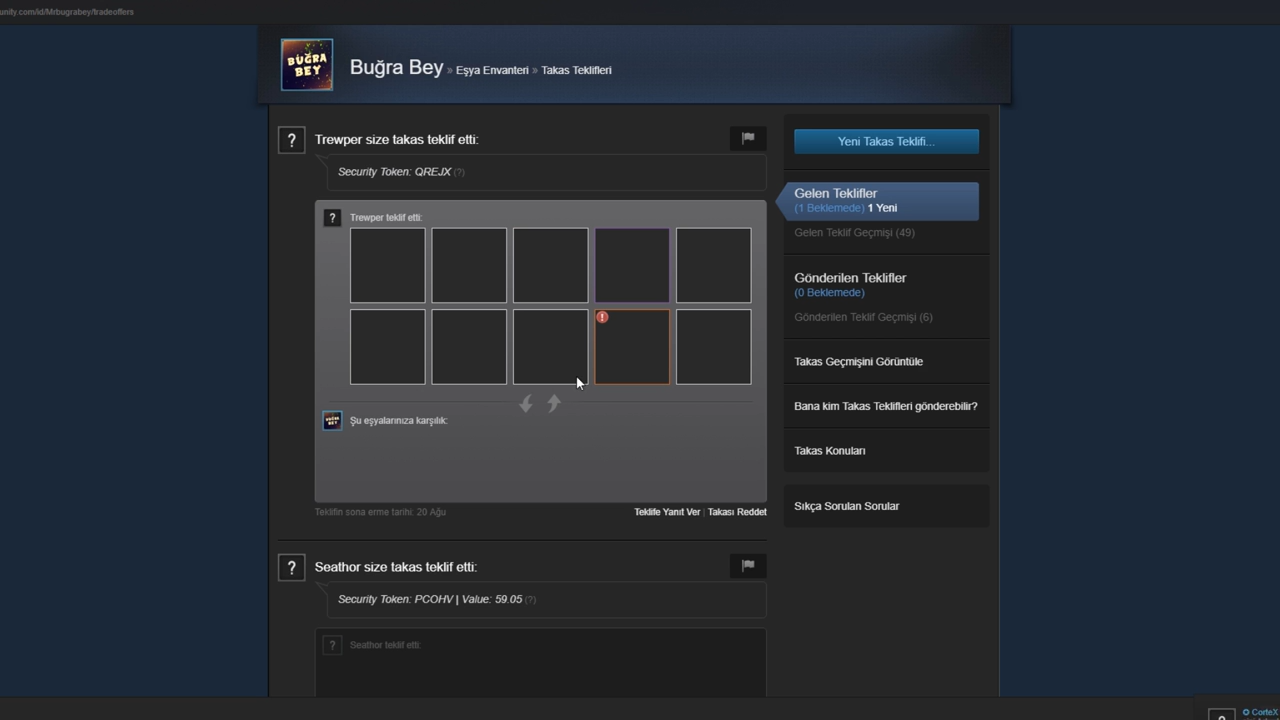 unity.com/id/Mrbugrabey/tradeoffers
BUĞRA
BEY
Buğra Bey » Eşya Envanteri » Takas Teklifleri
? Trewper size takas teklif etti:
Security Token: QREJX (?)
? Trewper teklif etti:
!
Şu eşyalarınıza karşılık:
Teklifin sona erme tarihi: 20 Ağu
Teklife Yanıt Ver | Takası Reddet
? Seathor size takas teklif etti:
Security Token: PCOHV | Value: 59.05 (?)
? Seathor teklif etti:
Yeni Takas Teklifi...
Gelen Teklifler
(1 Beklemede) 1 Yeni
Gelen Teklif Geçmişi (49)
Gönderilen Teklifler
(0 Beklemede)
Gönderilen Teklif Geçmişi (6)
Takas Geçmişini Görüntüle
Bana kim Takas Teklifleri gönderebilir?
Takas Konuları
Sıkça Sorulan Sorular
? CorteX